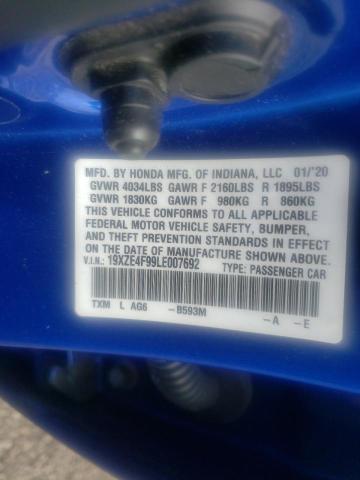 MFD. BY HONDA MFG. OF INDIANA, LLC 01/'20
GVWR 4034LBS GAWR F 2160LBS R 1895LBS
GVWR 1830KG GAWR F 980KG R 860KG
THIS VEHICLE CONFORMS TO ALL APPLICABLE
FEDERAL MOTOR VEHICLE SAFETY, BUMPER,
AND THEFT PREVENTION STANDARDS IN EFFECT
ON THE DATE OF MANUFACTURE SHOWN ABOVE.
V.I.N.: 19XZE4F99LE007692 TYPE: PASSENGER CAR
TXM L AG6 -B593M -A -E